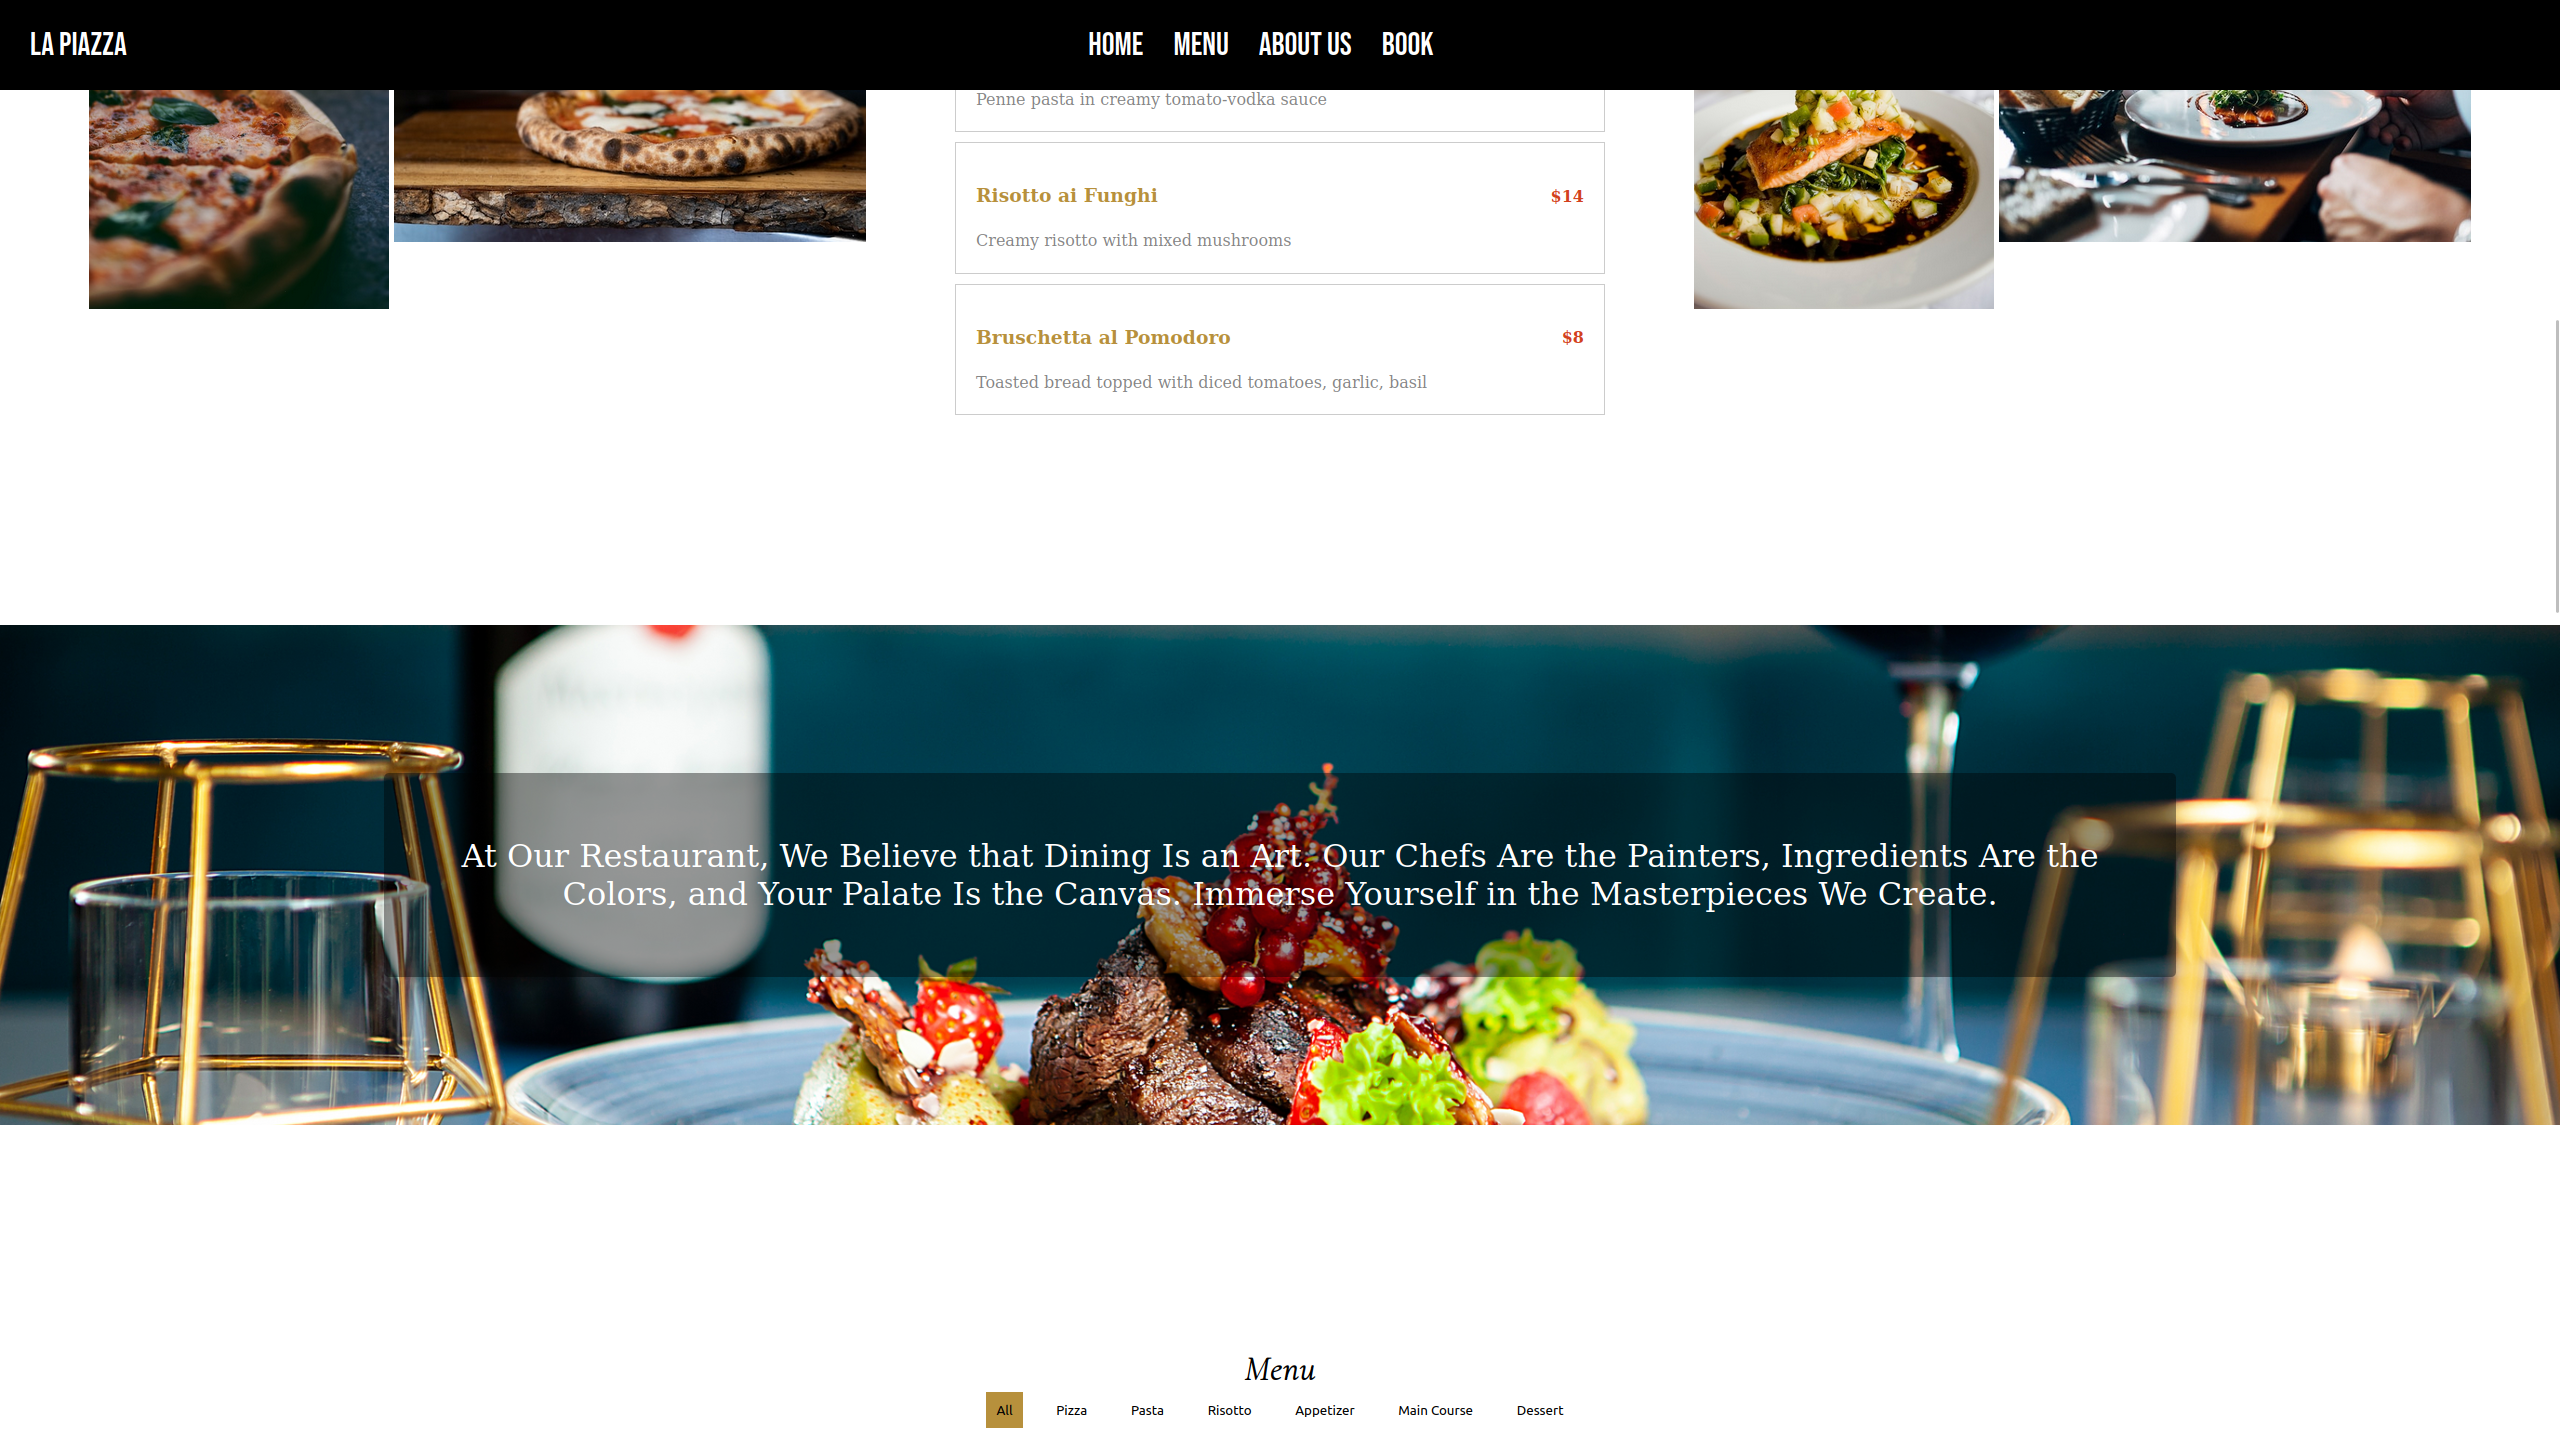 LA PIAZZA
HOME MENU ABOUT US BOOK
Penne pasta in creamy tomato-vodka sauce
Risotto ai Funghi $14
Creamy risotto with mixed mushrooms
Bruschetta al Pomodoro $8
Toasted bread topped with diced tomatoes, garlic, basil
At Our Restaurant, We Believe that Dining Is an Art. Our Chefs Are the Painters, Ingredients Are the
Colors, and Your Palate Is the Canvas. Immerse Yourself in the Masterpieces We Create.
Menu
All Pizza Pasta Risotto Appetizer Main Course Dessert